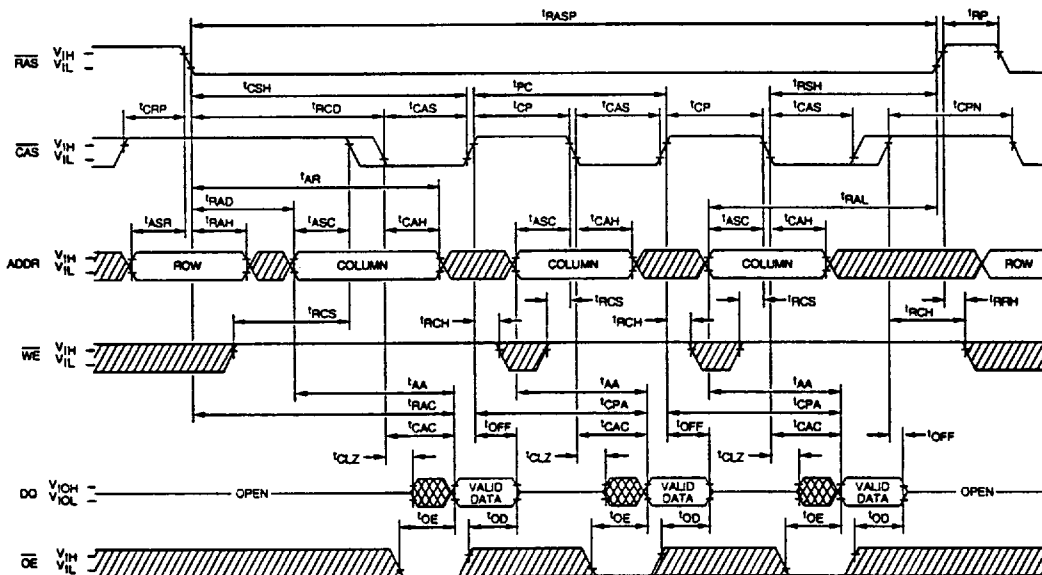 tRASP tRP
RAS VIH
VIL
tCSH tPC tRSH
tCRP tRCD tCAS tCP tCAS tCP tCAS tCPN
CAS VIH
VIL
tAR
tRAD tRAL
tASR tRAH tASC tCAH tASC tCAH tASC tCAH
ADDR VIH
VIL
ROW COLUMN COLUMN COLUMN ROW
tRCS tRCH tRCS tRCH tRCS tRCH tRRH
WE VIH
VIL
tAA tAA tAA
tRAC tCPA tCPA
tCAC tOFF tCAC tOFF tCAC tOFF
tCLZ tCLZ tCLZ
DQ VIOH
VIOL
OPEN VALID DATA VALID DATA VALID DATA OPEN
tOE tOD tOE tOD tOE tOD
OE VIH
VIL